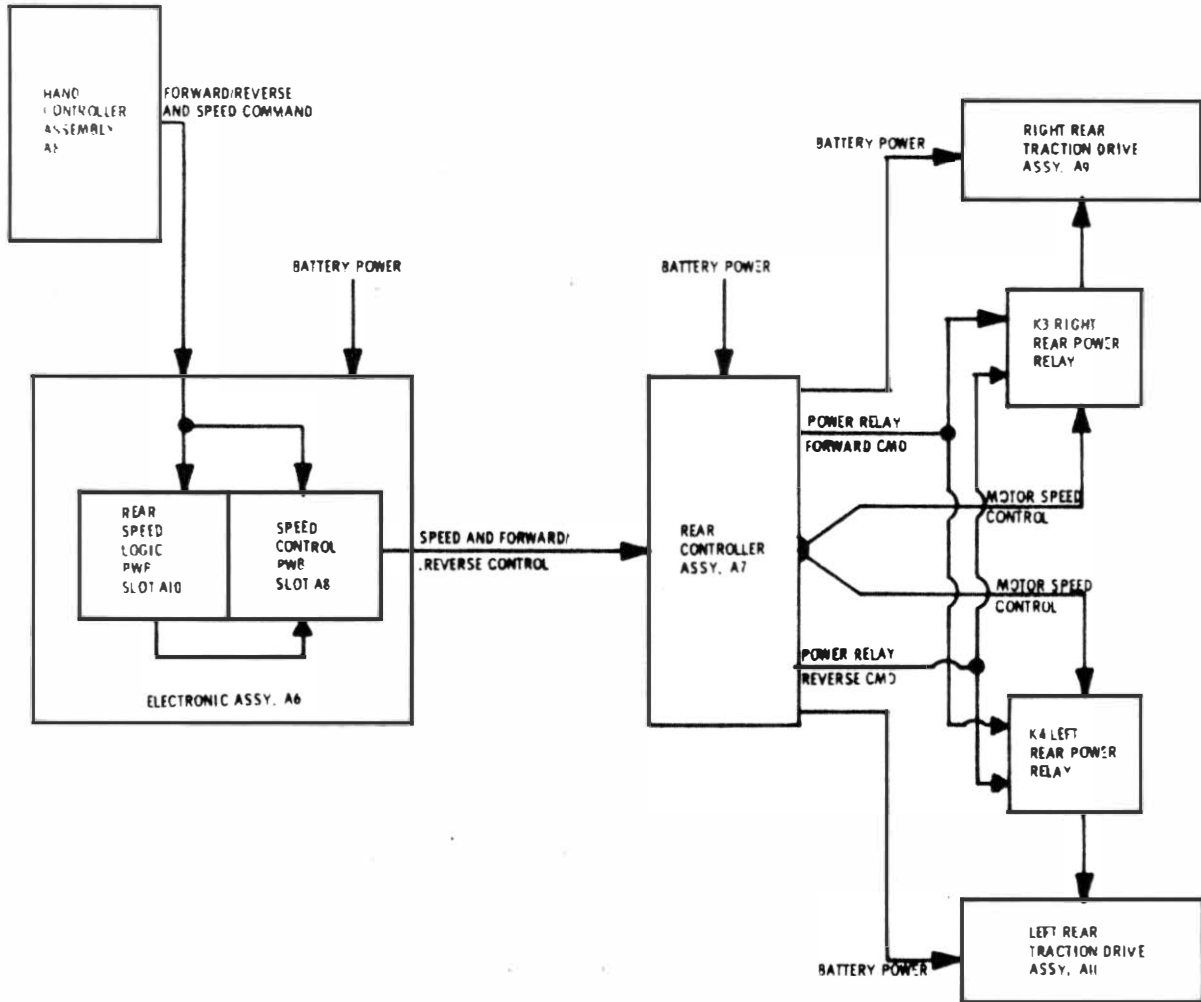 HAND
CONTROLLER
ASSEMBLY
FORWARD/REVERSE
AND SPEED COMMAND
BATTERY POWER
REAR
SPEED
LOGIC
SLOT A10
SPEED
CONTROL
SLOT A8
ELECTRONIC ASSY. A6
SPEED AND FORWARD/
REVERSE CONTROL
BATTERY POWER
REAR
CONTROLLER
ASSY. A7
BATTERY POWER
POWER RELAY
FORWARD CMD
MOTOR SPEED
CONTROL
MOTOR SPEED
CONTROL
POWER RELAY
REVERSE CMD
BATTERY POWER
RIGHT REAR
TRACTION DRIVE
ASSY. A9
K3 RIGHT
REAR POWER
RELAY
K4 LEFT
REAR POWER
RELAY
LEFT REAR
TRACTION DRIVE
ASSY. A11